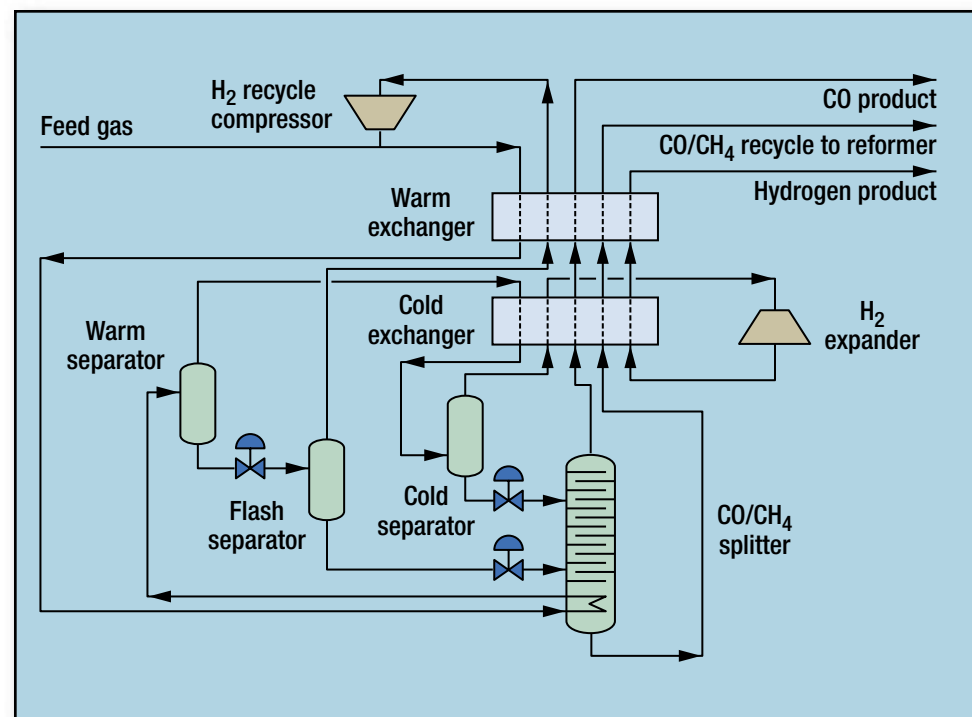 H2 recycle
compressor
Feed gas
CO product
CO/CH4 recycle to reformer
Hydrogen product
Warm
exchanger
Cold
exchanger
H2
expander
Warm
separator
Flash
separator
Cold
separator
CO/CH4
splitter